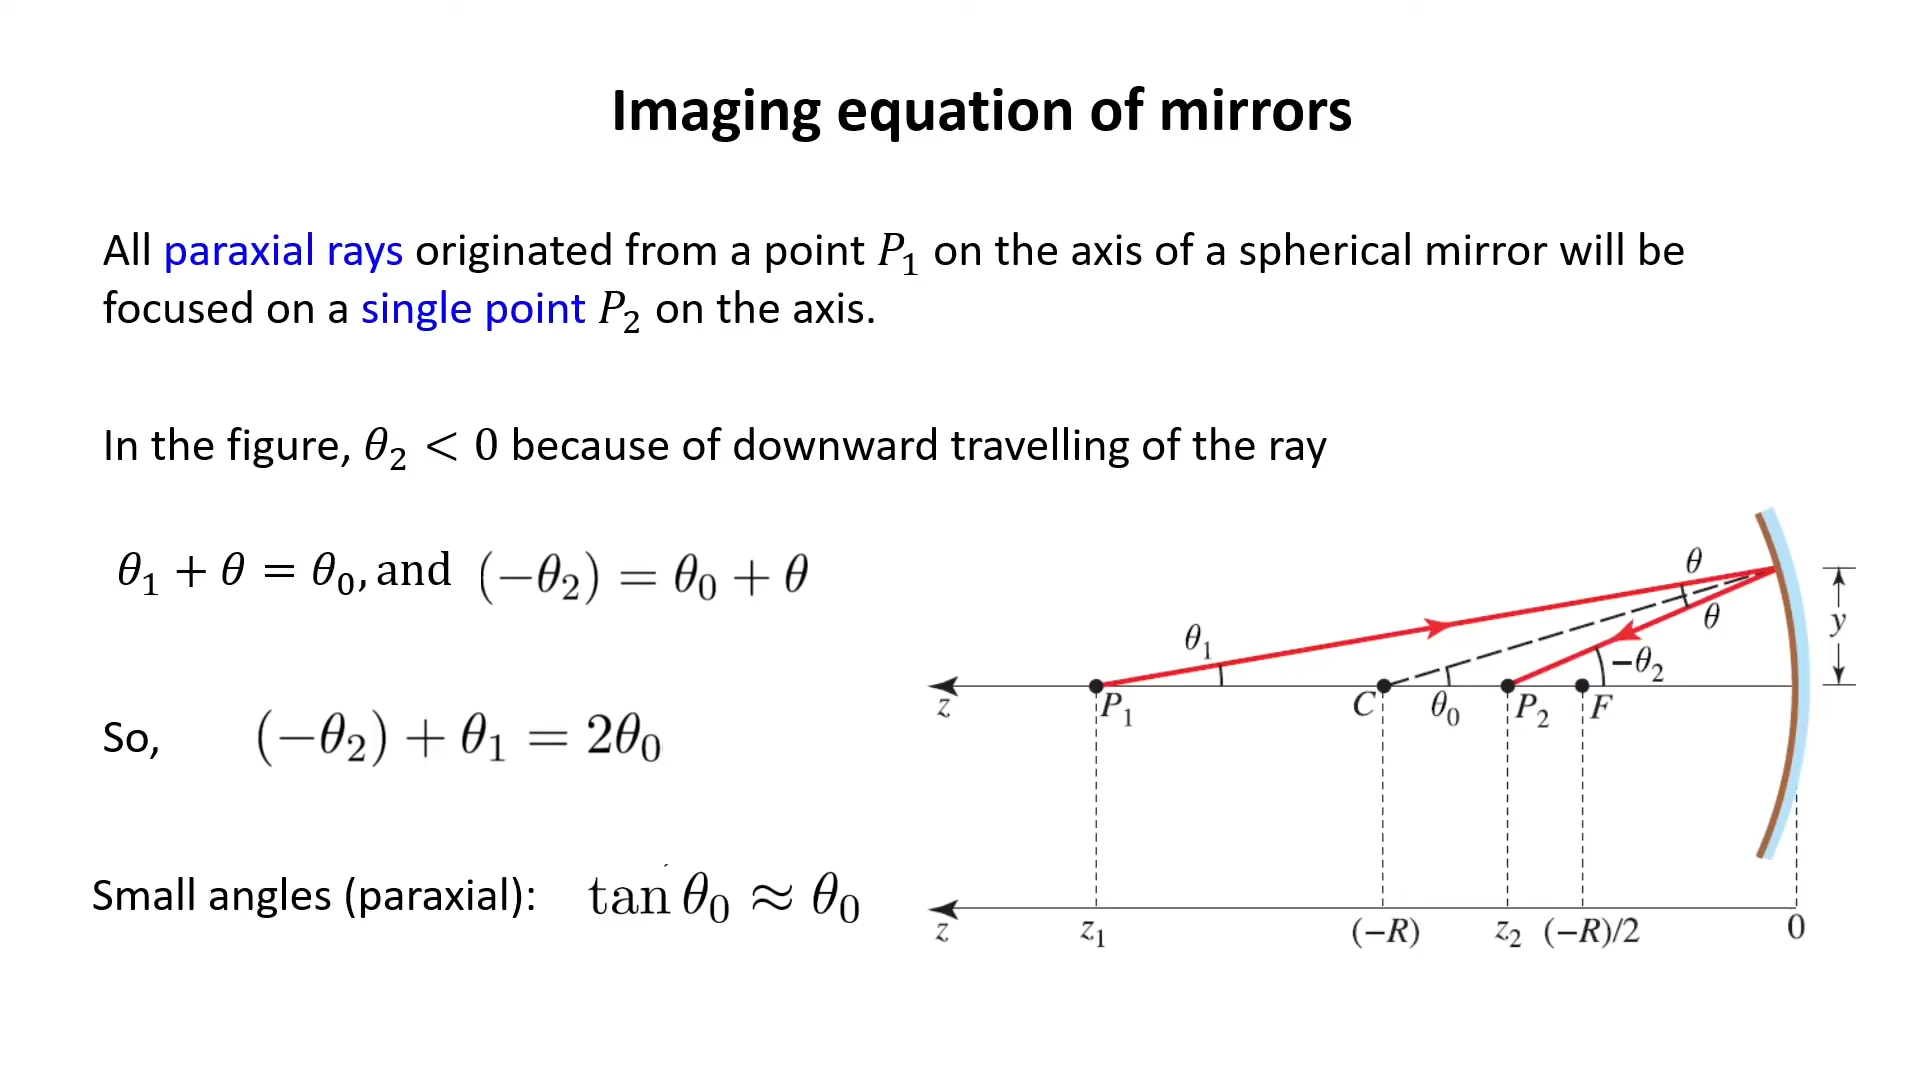 Imaging equation of mirrors
All paraxial rays originated from a point P₁ on the axis of a spherical mirror will be
focused on a single point P₂ on the axis.
In the figure, θ₂ < 0 because of downward travelling of the ray
θ₁ + θ = θ₀, and (−θ₂) = θ₀ + θ
So, (−θ₂) + θ₁ = 2θ₀
Small angles (paraxial): tan θ₀ ≈ θ₀
θ
θ
y
θ₁
−θ₂
z
P₁
C
θ₀
P₂
F
z
z₁
(−R)
z₂
(−R)/2
0